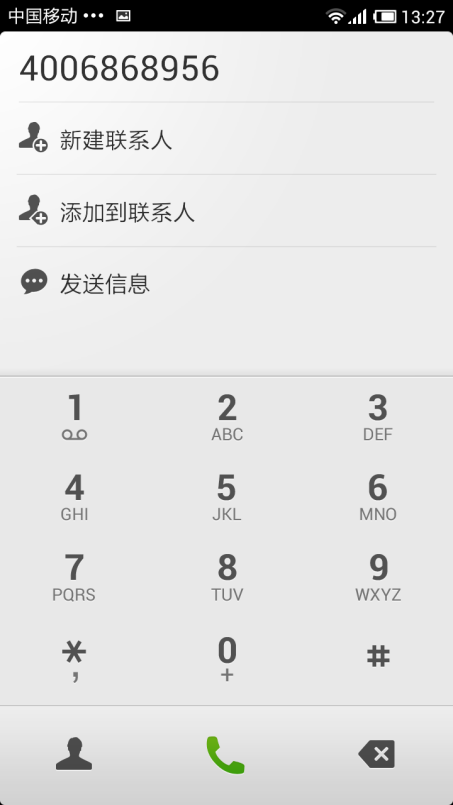 中国移动 ••• 13:27
4006868956
新建联系人
添加到联系人
发送信息
1 2 3
ABC DEF
4 5 6
GHI JKL MNO
7 8 9
PQRS TUV WXYZ
* 0 #
, +